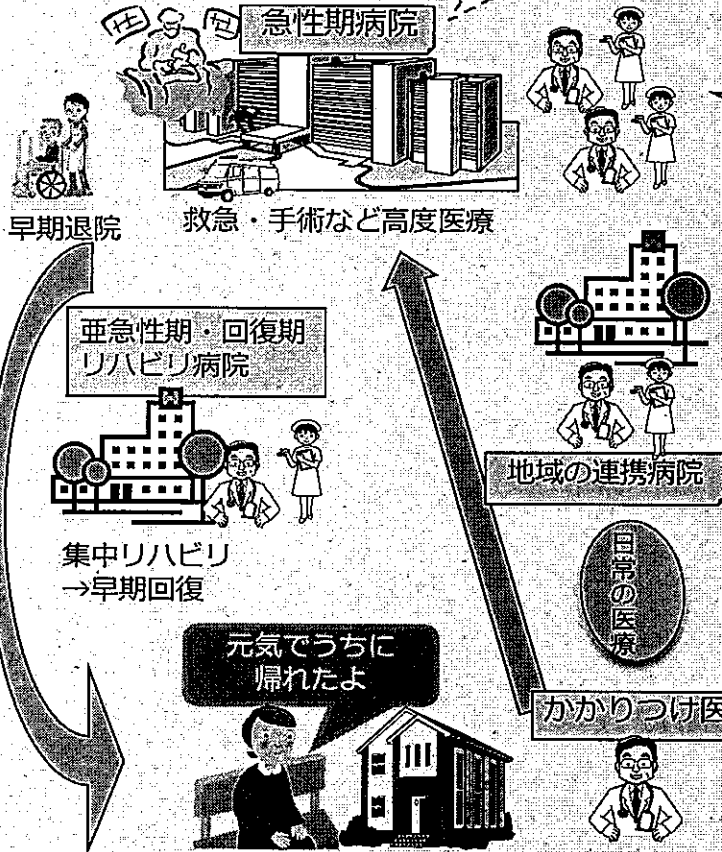 急性期病院
早期退院
救急・手術など高度医療
亜急性期・回復期
リハビリ病院
集中リハビリ
→早期回復
地域の連携病院
日常の医療
元気でうちに
帰れたよ
かかりつけ医